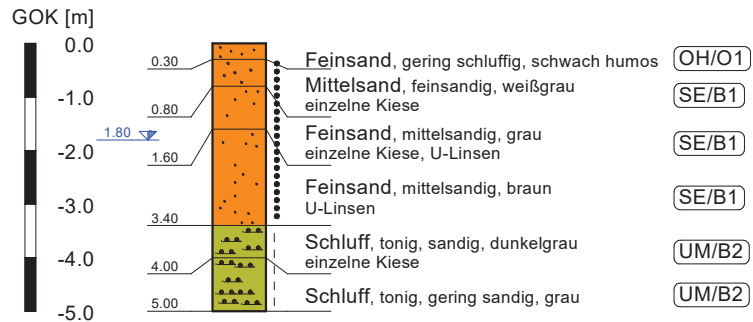 GOK [m]
0.0
0.30
Feinsand, gering schluffig, schwach humos
OH/O1
-1.0
0.80
Mittelsand, feinsandig, weißgrau
einzelne Kiese
SE/B1
1.80
-2.0
1.60
Feinsand, mittelsandig, grau
einzelne Kiese, U-Linsen
SE/B1
-3.0
3.40
Feinsand, mittelsandig, braun
U-Linsen
SE/B1
-4.0
4.00
Schluff, tonig, sandig, dunkelgrau
einzelne Kiese
UM/B2
-5.0
5.00
Schluff, tonig, gering sandig, grau
UM/B2